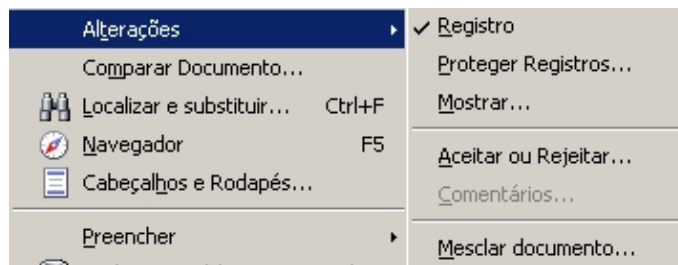 Alterações
Comparar Documento...
Localizar e substituir... Ctrl+F
Navegador F5
Cabeçalhos e Rodapés...
Preencher
Registro
Proteger Registros...
Mostrar...
Aceitar ou Rejeitar...
Comentários...
Mesclar documento...